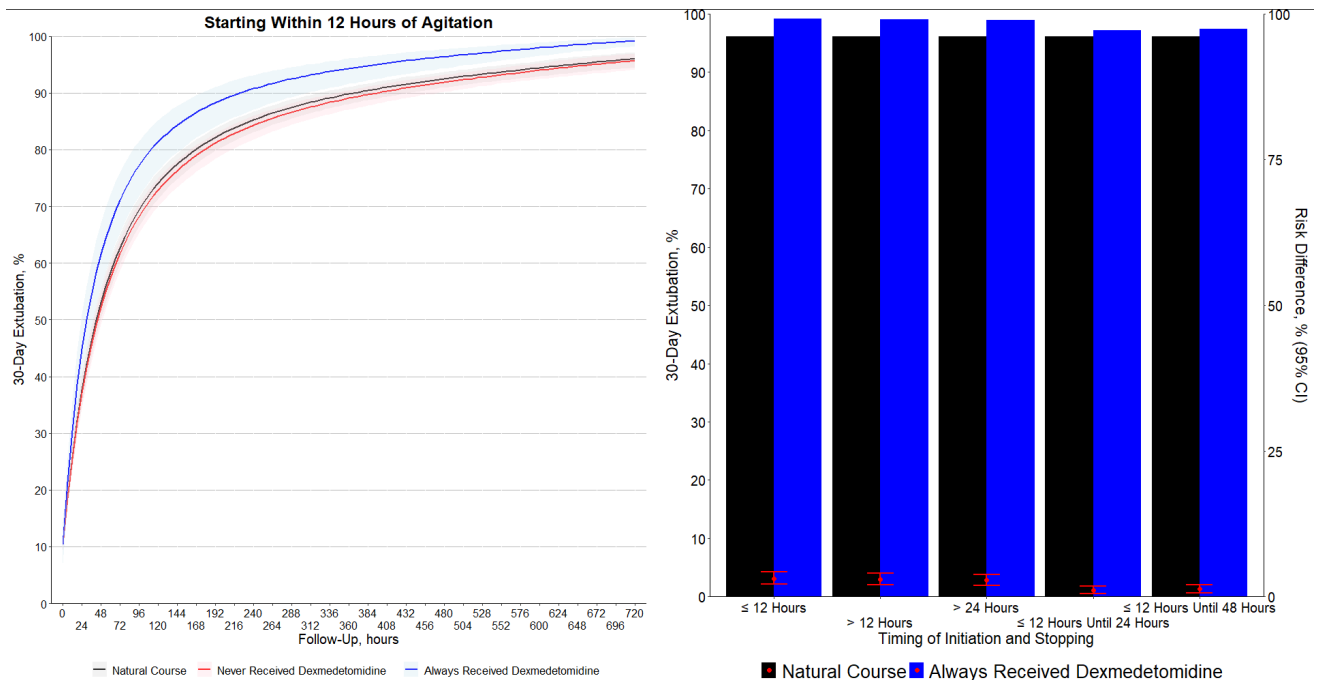 Starting Within 12 Hours of Agitation
30-Day Extubation, %
100
90
80
70
60
50
40
30
20
10
0
0 48 96 144 192 240 288 336 384 432 480 528 576 624 672 720
24 72 120 168 216 264 312 360 408 456 504 552 600 648 696
Follow-Up, hours
Natural Course Never Received Dexmedetomidine Always Received Dexmedetomidine
30-Day Extubation, %
100
90
80
70
60
50
40
30
20
10
0
100
75
50
25
0
Risk Difference, % (95% CI)
≤ 12 Hours > 24 Hours ≤ 12 Hours Until 48 Hours
> 12 Hours ≤ 12 Hours Until 24 Hours
Timing of Initiation and Stopping
Natural Course Always Received Dexmedetomidine